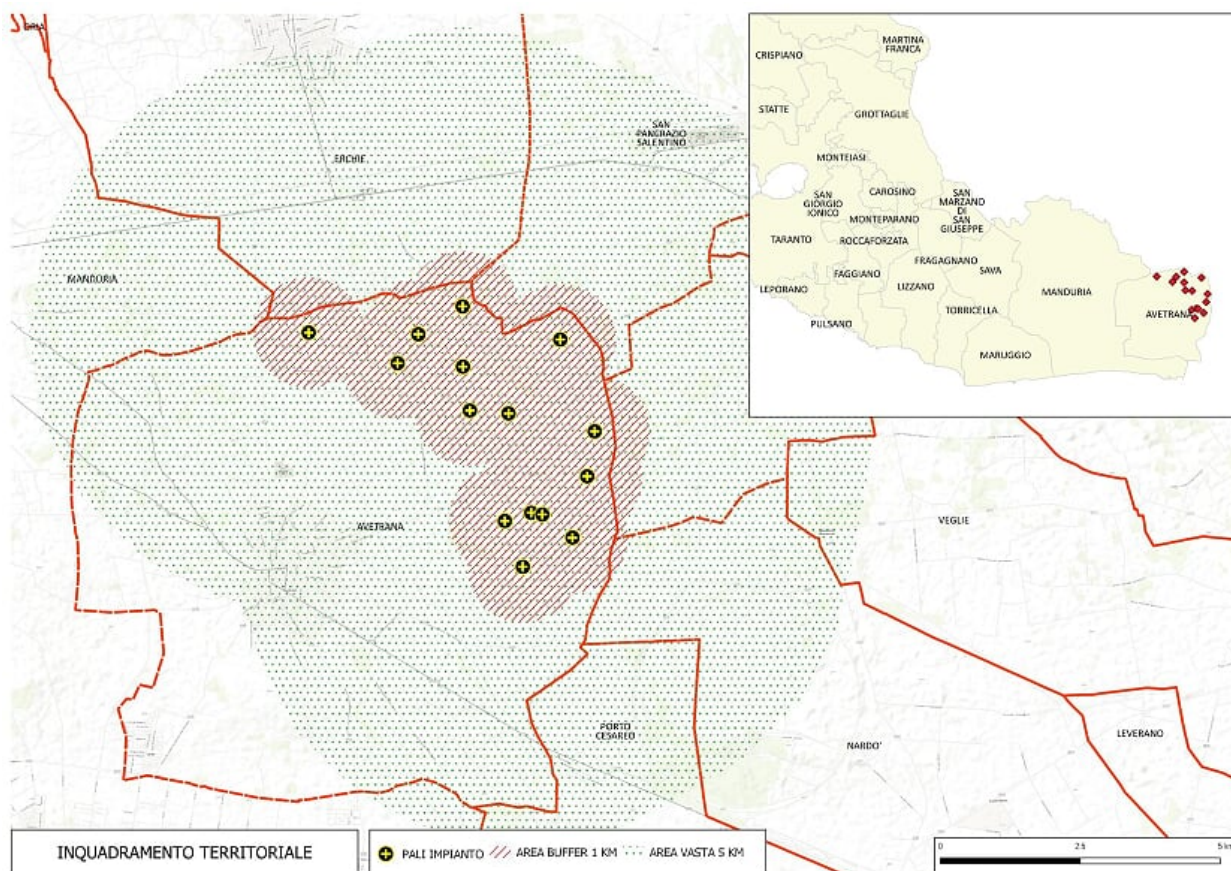 ORIA
ERCHIE
SAN
PANCRAZIO
SALENTINO
MANDURIA
AVETRANA
VEGLIE
PORTO
CESAREO
NARDO'
LEVERANO
MARTINA
FRANCA
CRISPIANO
STATTE
GROTTAGLIE
MONTEIASI
SAN
GIORGIO
IONICO
CAROSINO
SAN
MARZANO
DI
SAN
GIUSEPPE
MONTEPARANO
TARANTO
ROCCAFORZATA
FRAGAGNANO
SAVA
FAGGIANO
LEPORANO
LIZZANO
MANDURIA
PULSANO
TORRICELLA
AVETRANA
MARUGGIO
INQUADRAMENTO TERRITORIALE
PALI IMPIANTO
AREA BUFFER 1 KM
AREA VASTA 5 KM
0 2.5 5 km